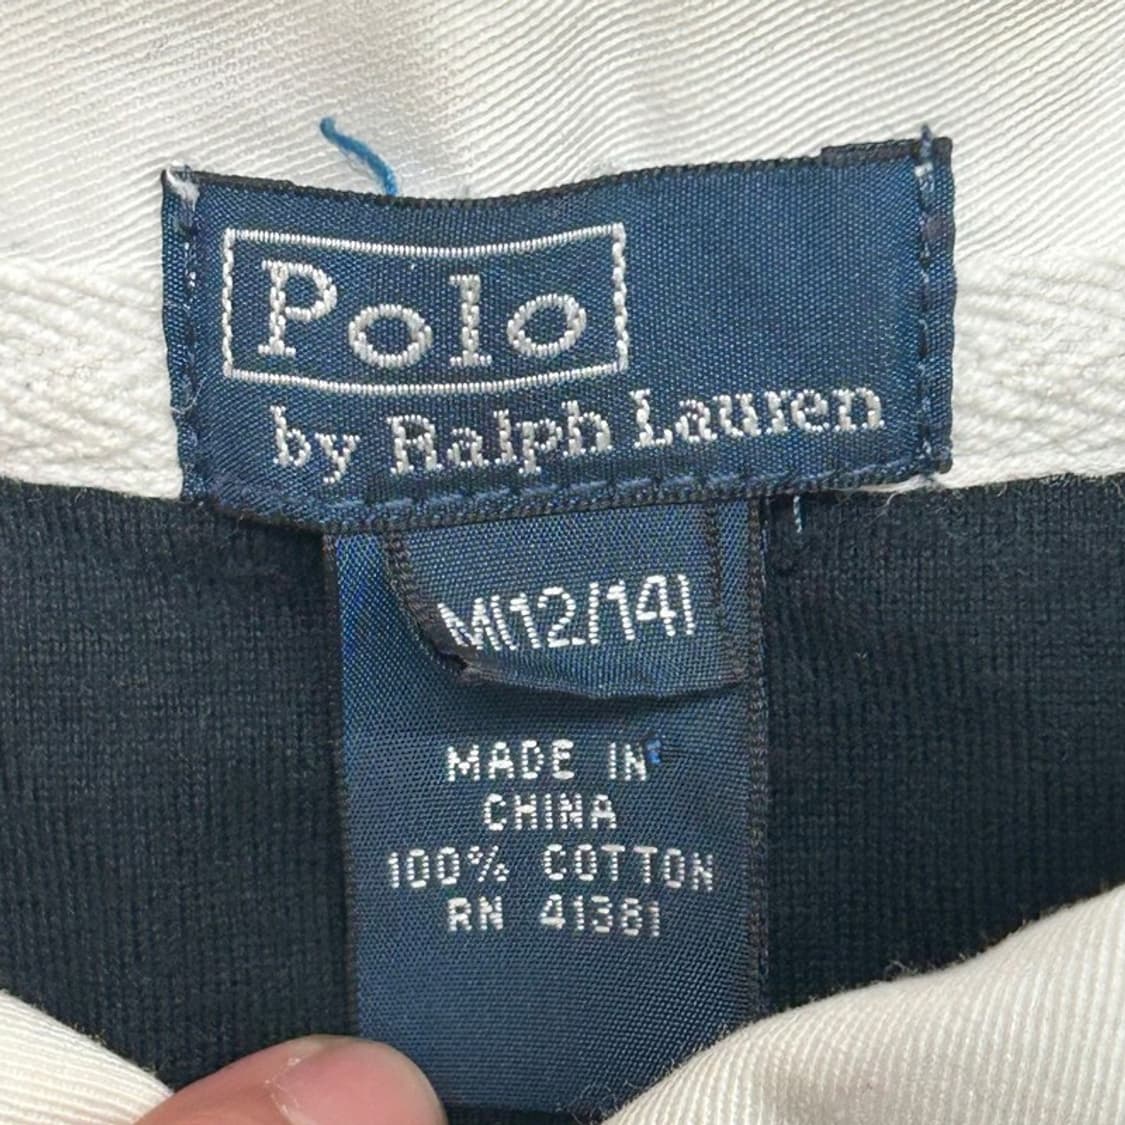 Polo
by Ralph Lauren
M(12/14)
MADE IN
CHINA
100% COTTON
RN 41381